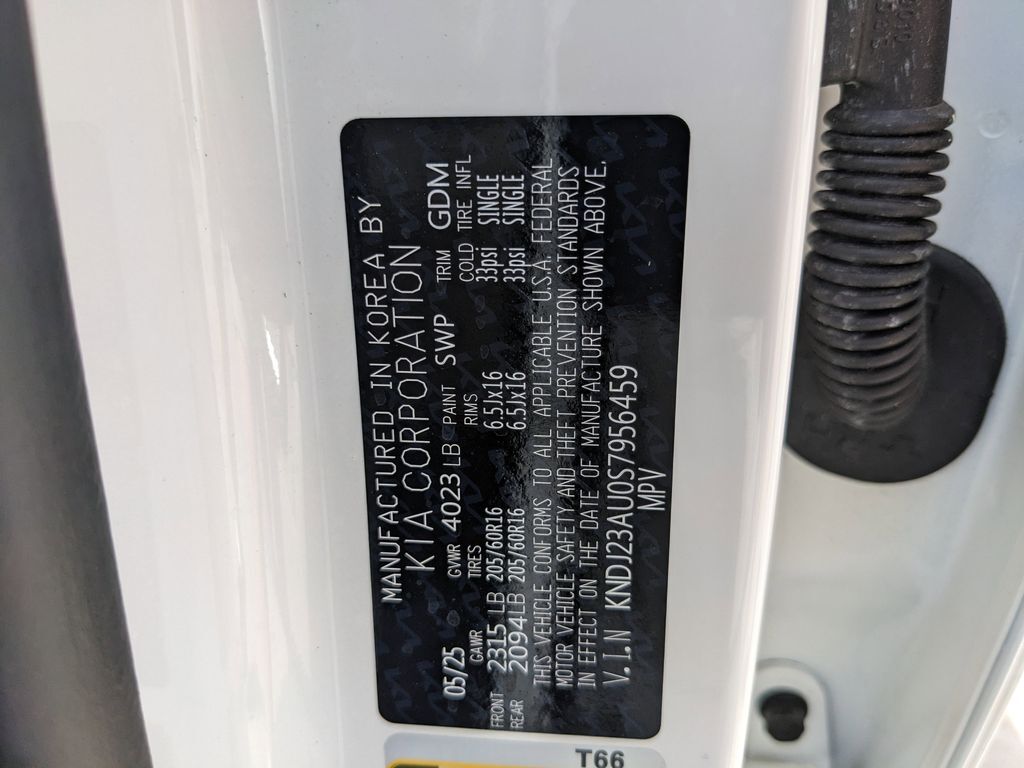 MANUFACTURED IN KOREA BY
KIA CORPORATION
05/25 GVWR 4023 LB PAINT SWP TRIM GDM
GAWR TIRES RIMS COLD TIRE INFL
FRONT 2315 LB 205/60R16 6.5Jx16 33psi SINGLE
REAR 2094 LB 205/60R16 6.5Jx16 33psi SINGLE
THIS VEHICLE CONFORMS TO ALL APPLICABLE U.S.A. FEDERAL
MOTOR VEHICLE SAFETY AND THEFT PREVENTION STANDARDS
IN EFFECT ON THE DATE OF MANUFACTURE SHOWN ABOVE.
V.I.N KNDJ23AU0S7956459
MPV
T66